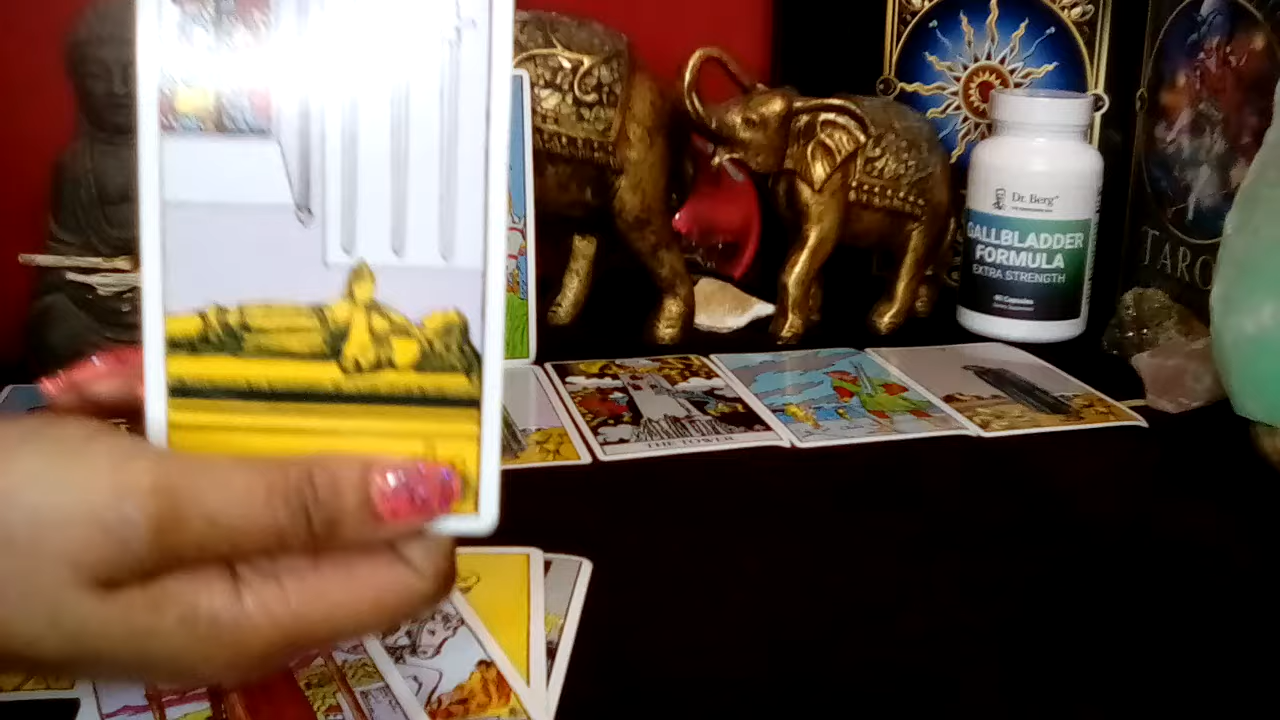 Dr. Berg
GALLBLADDER
FORMULA
EXTRA STRENGTH
TARO
THE TOWER